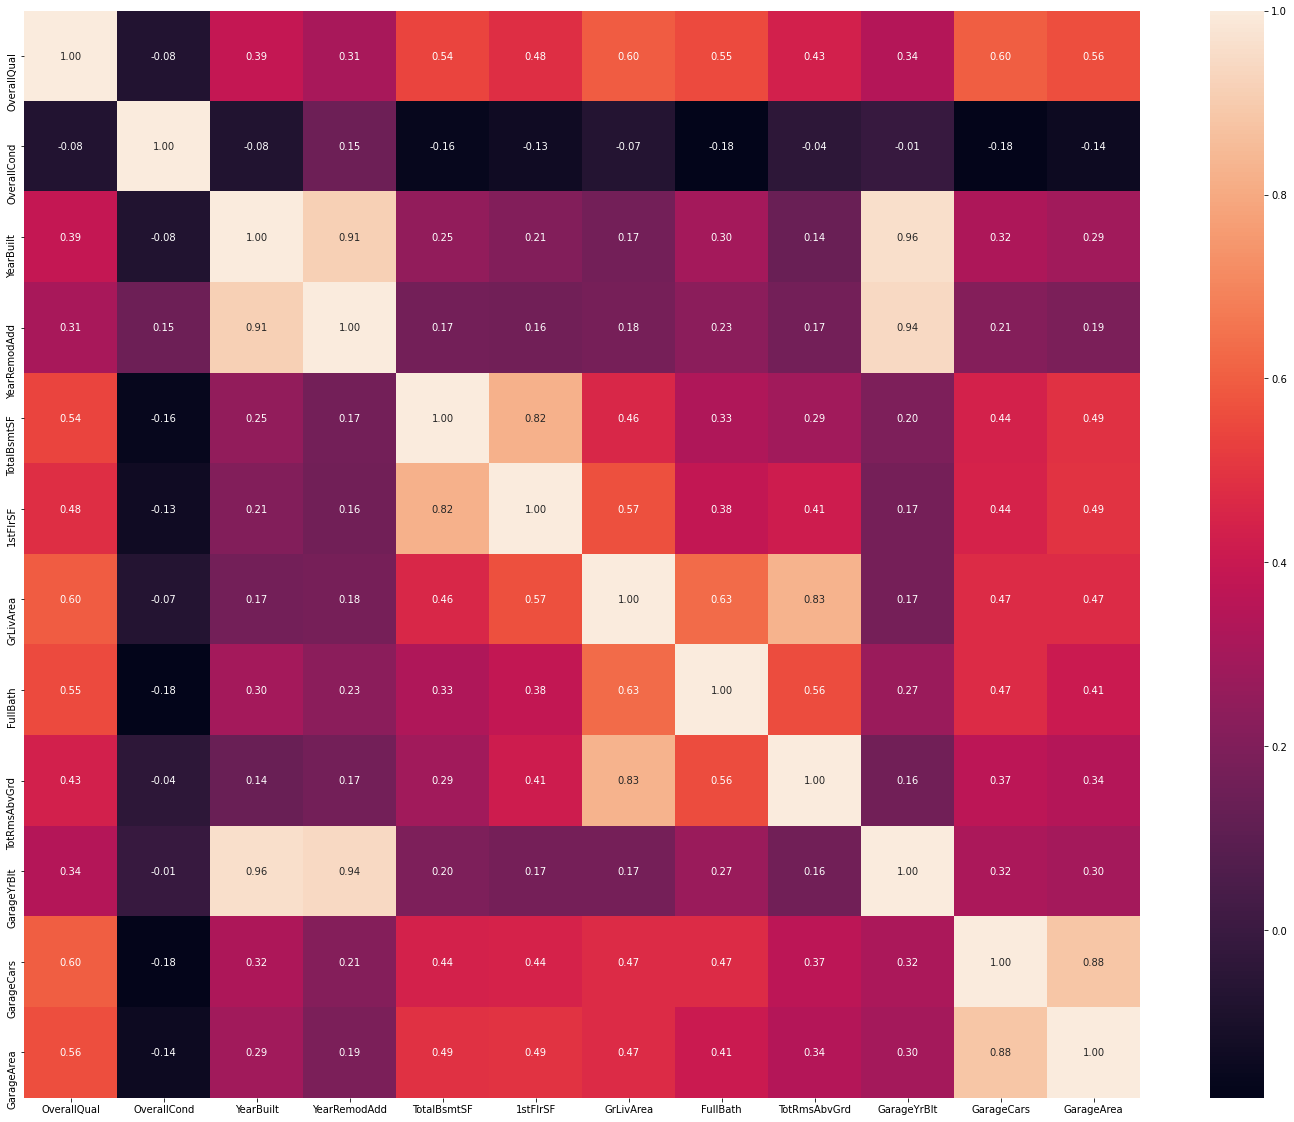 OverallQual 1.00 -0.08 0.39 0.31 0.54 0.48 0.60 0.55 0.43 0.34 0.60 0.56
OverallCond -0.08 1.00 -0.08 0.15 -0.16 -0.13 -0.07 -0.18 -0.04 -0.01 -0.18 -0.14
YearBuilt 0.39 -0.08 1.00 0.91 0.25 0.21 0.17 0.30 0.14 0.96 0.32 0.29
YearRemodAdd 0.31 0.15 0.91 1.00 0.17 0.16 0.18 0.23 0.17 0.94 0.21 0.19
TotalBsmtSF 0.54 -0.16 0.25 0.17 1.00 0.82 0.46 0.33 0.29 0.20 0.44 0.49
1stFlrSF 0.48 -0.13 0.21 0.16 0.82 1.00 0.57 0.38 0.41 0.17 0.44 0.49
GrLivArea 0.60 -0.07 0.17 0.18 0.46 0.57 1.00 0.63 0.83 0.17 0.47 0.47
FullBath 0.55 -0.18 0.30 0.23 0.33 0.38 0.63 1.00 0.56 0.27 0.47 0.41
TotRmsAbvGrd 0.43 -0.04 0.14 0.17 0.29 0.41 0.83 0.56 1.00 0.16 0.37 0.34
GarageYrBlt 0.34 -0.01 0.96 0.94 0.20 0.17 0.17 0.27 0.16 1.00 0.32 0.30
GarageCars 0.60 -0.18 0.32 0.21 0.44 0.44 0.47 0.47 0.37 0.32 1.00 0.88
GarageArea 0.56 -0.14 0.29 0.19 0.49 0.49 0.47 0.41 0.34 0.30 0.88 1.00
OverallQual OverallCond YearBuilt YearRemodAdd TotalBsmtSF 1stFlrSF GrLivArea FullBath TotRmsAbvGrd GarageYrBlt GarageCars GarageArea
1.0
0.8
0.6
0.4
0.2
0.0